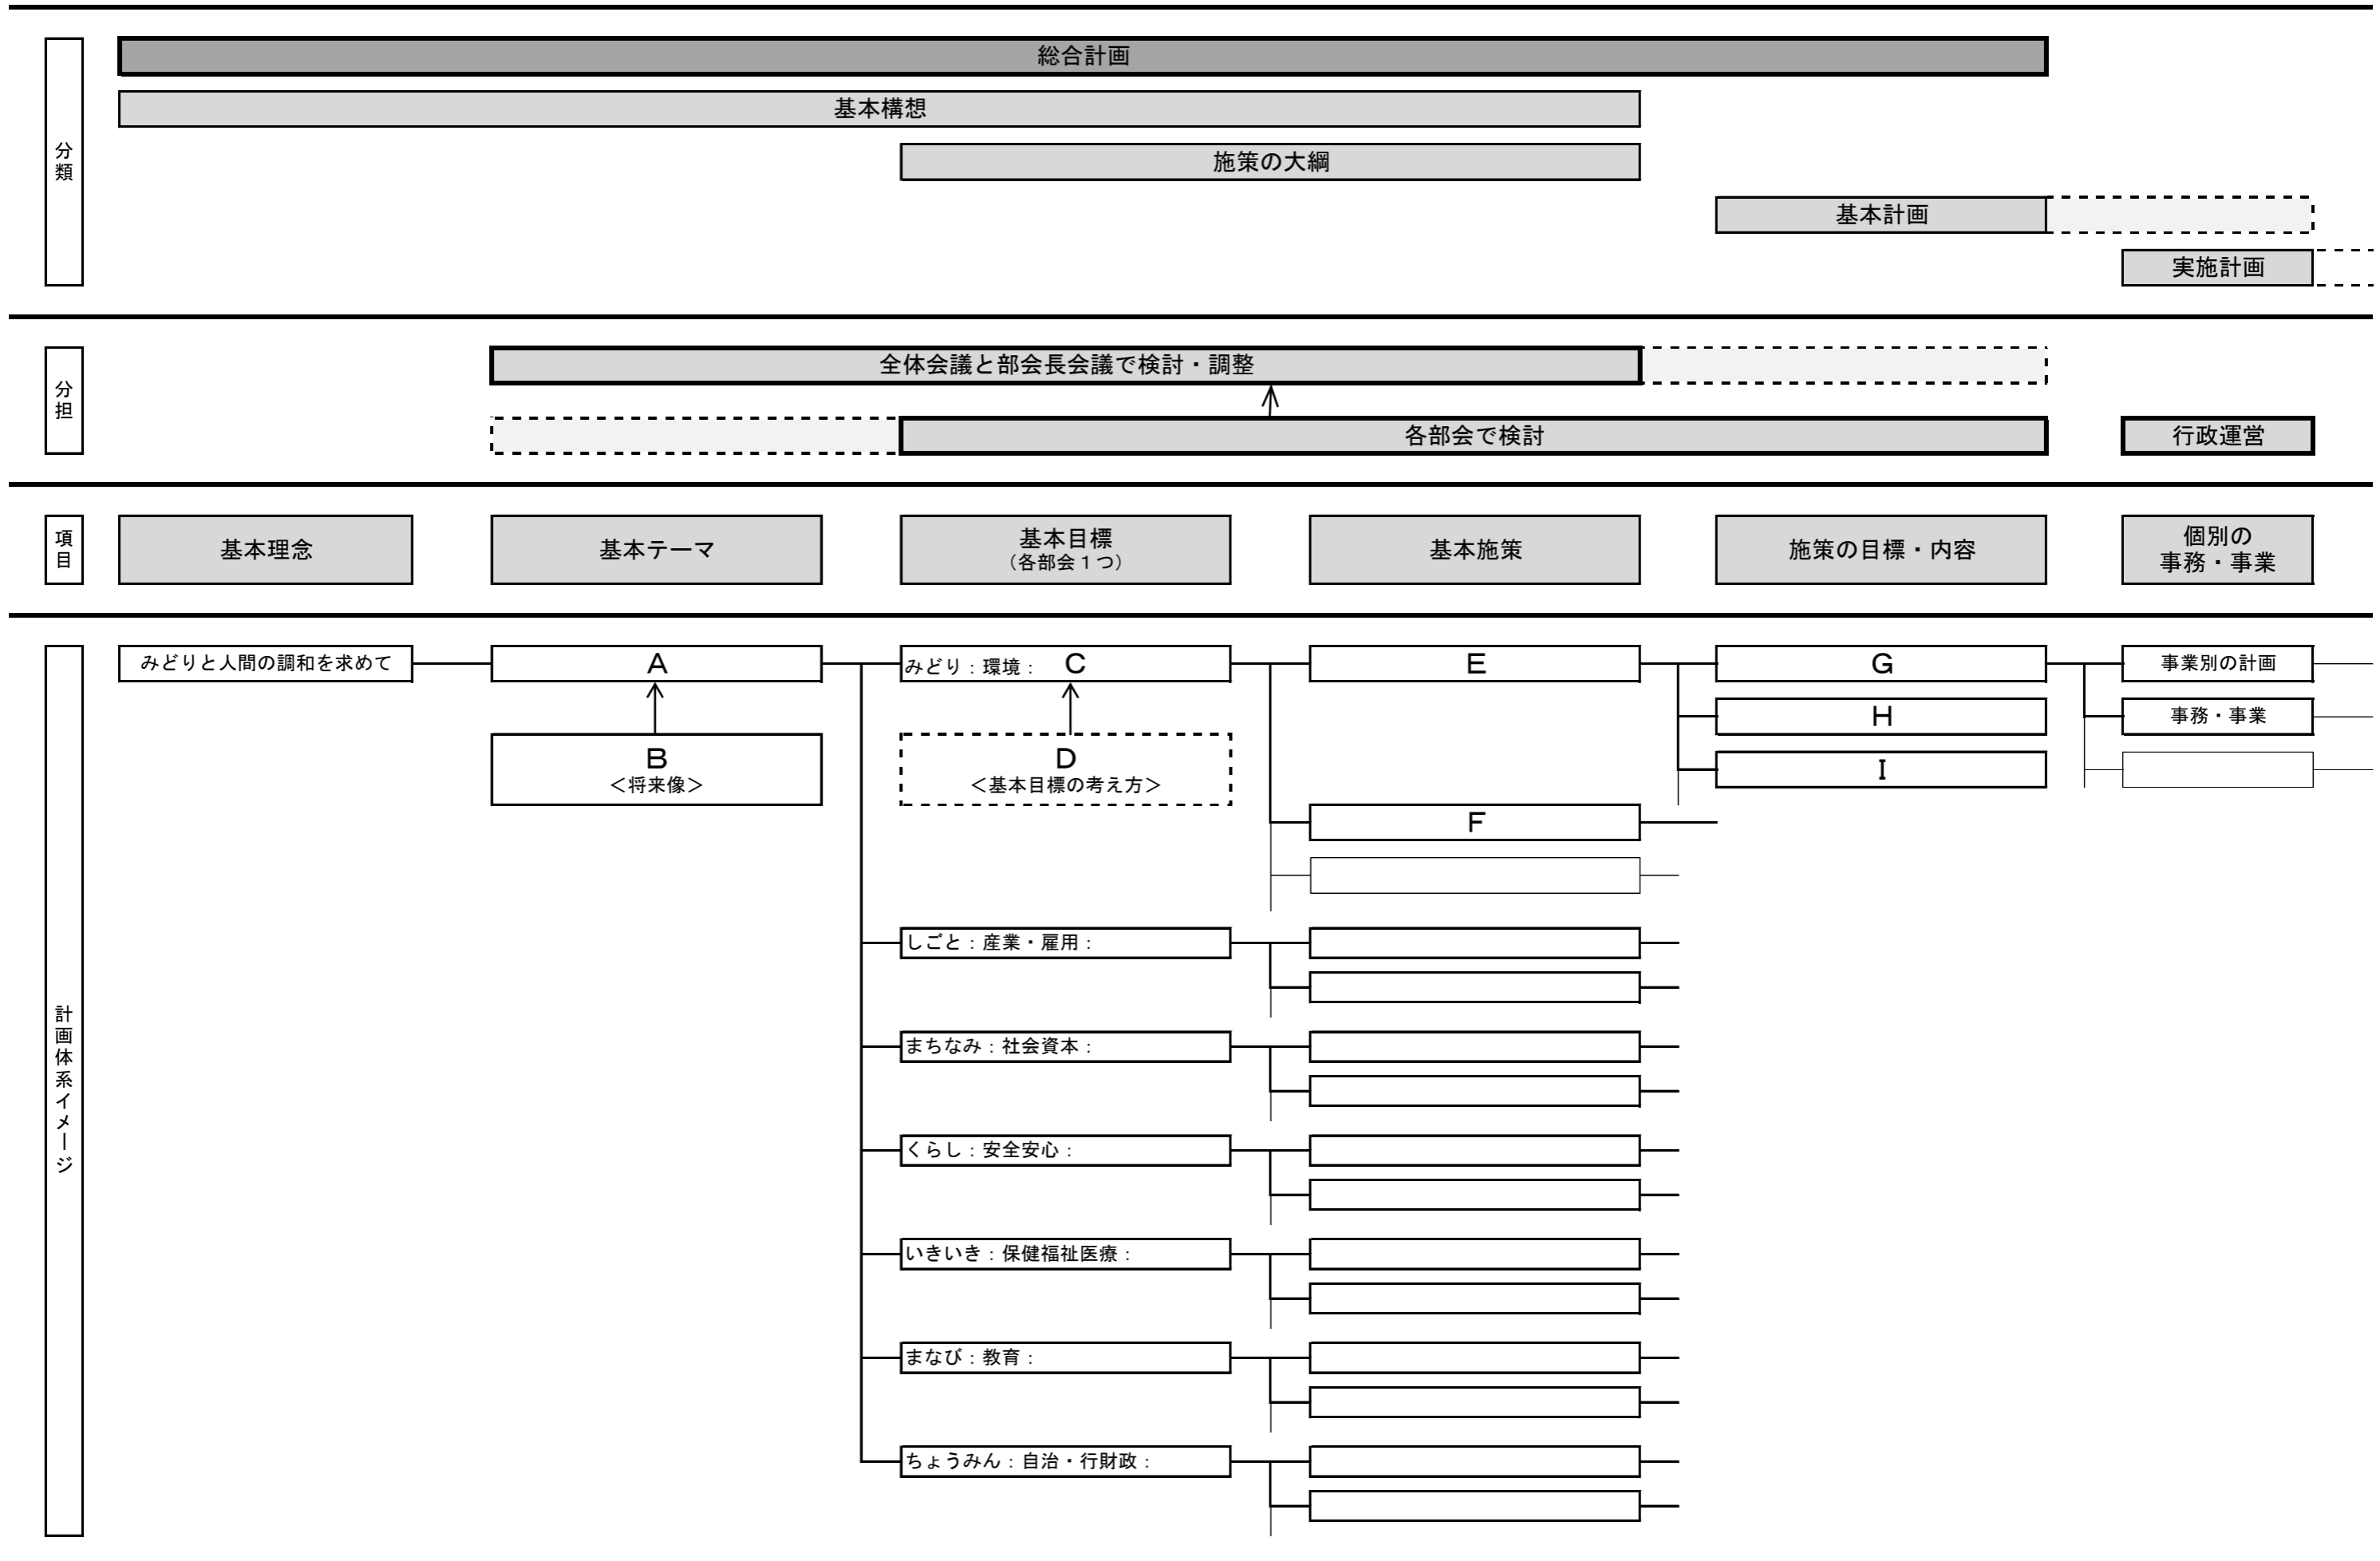 分類
総合計画
基本構想
施策の大綱
基本計画
実施計画
分担
全体会議と部会長会議で検討・調整
各部会で検討
行政運営
項目
基本理念
基本テーマ
基本目標
（各部会１つ）
基本施策
施策の目標・内容
個別の
事務・事業
計画体系イメージ
みどりと人間の調和を求めて
Ａ
みどり：環境： Ｃ
Ｅ
Ｇ
事業別の計画
Ｈ
事務・事業
Ｂ
＜将来像＞
Ｄ
＜基本目標の考え方＞
Ｉ
Ｆ
しごと：産業・雇用：
まちなみ：社会資本：
くらし：安全安心：
いきいき：保健福祉医療：
まなび：教育：
ちょうみん：自治・行財政：